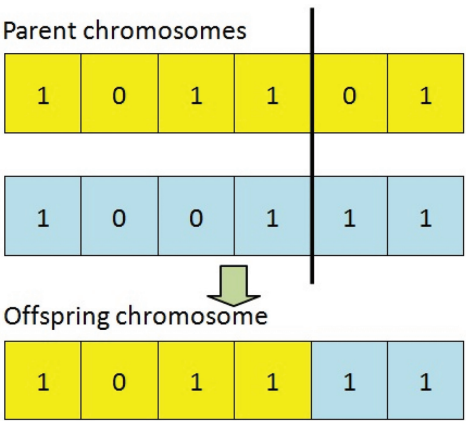 Parent chromosomes
1 0 1 1 0 1
1 0 0 1 1 1
Offspring chromosome
1 0 1 1 1 1